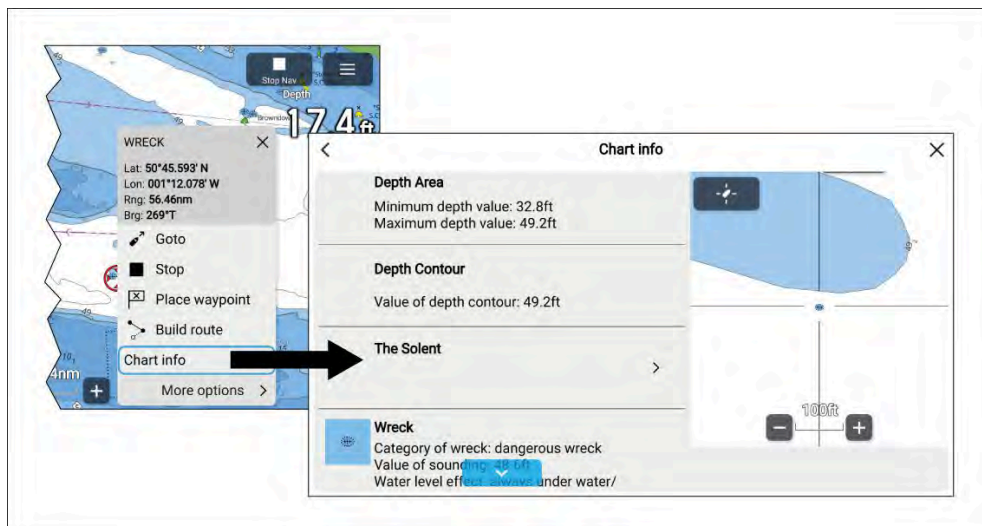 Stop Nav
Depth
17.4ft
WRECK
Lat: 50°45.593' N
Lon: 001°12.078' W
Rng: 56.46nm
Brg: 269°T
Goto
Stop
Place waypoint
Build route
Chart info
More options
4nm
Chart info
Depth Area
Minimum depth value: 32.8ft
Maximum depth value: 49.2ft
Depth Contour
Value of depth contour: 49.2ft
The Solent
Wreck
Category of wreck: dangerous wreck
Value of sounding: 48.6ft
Water level effect: always under water/
100ft